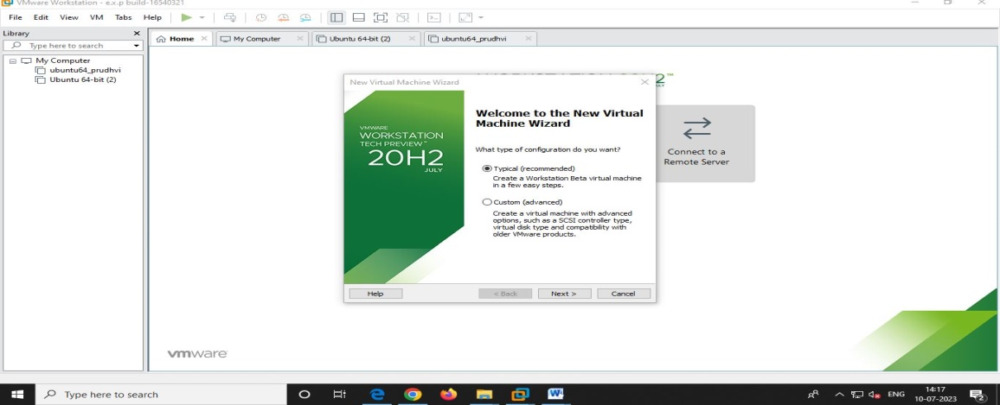 VMware Workstation - e.x.p build-16540321
File Edit View VM Tabs Help
Library
Type here to search
My Computer
ubuntu64_prudhvi
Ubuntu 64-bit (2)
Home
My Computer
Ubuntu 64-bit (2)
ubuntu64_prudhvi
New Virtual Machine Wizard
VMWARE
WORKSTATION
TECH PREVIEW™
20H2
JULY
Welcome to the New Virtual
Machine Wizard
What type of configuration do you want?
Typical (recommended)
Create a Workstation Beta virtual machine
in a few easy steps.
Custom (advanced)
Create a virtual machine with advanced
options, such as a SCSI controller type,
virtual disk type and compatibility with
older VMware products.
Help
< Back
Next >
Cancel
2™
Connect to a
Remote Server
vmware
Type here to search
ENG
14:17
10-07-2023
2